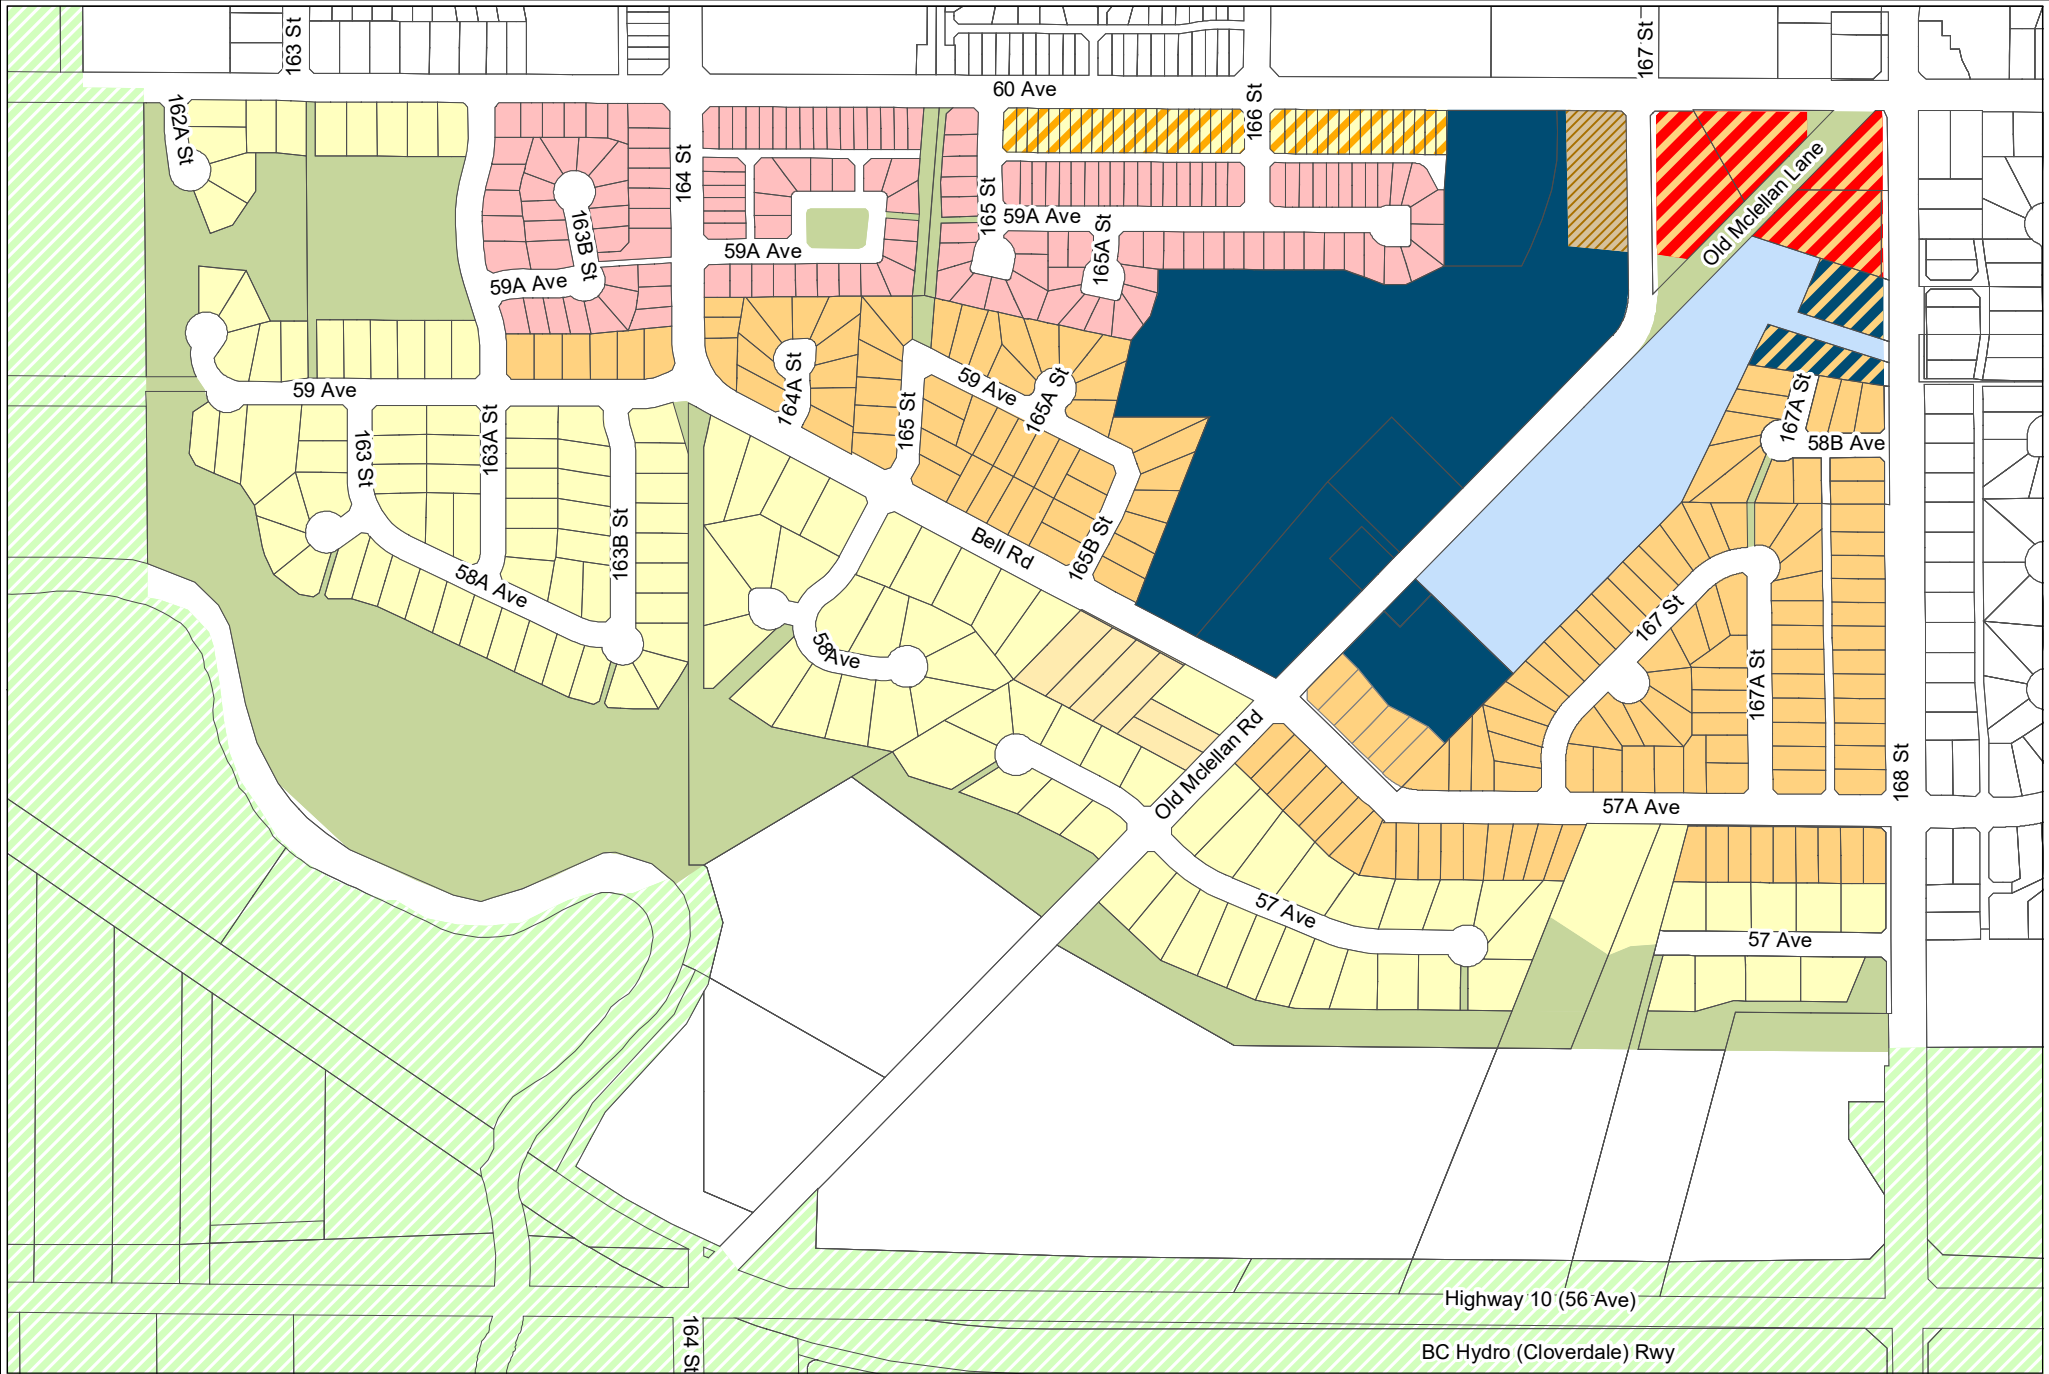 163 St
167 St
60 Ave
162A St
166 St
164 St
Old Mclellan Lane
165 St
59A Ave
165A St
163B St
59A Ave
59A Ave
59 Ave
164A St
59 Ave
165A St
167A St
163 St
163A St
165 St
58B Ave
163B St
Bell Rd
165B St
58A Ave
167 St
58 Ave
167A St
Old Mclellan Rd
168 St
57A Ave
57 Ave
57 Ave
Highway 10 (56 Ave)
164 St
BC Hydro (Cloverdale) Rwy